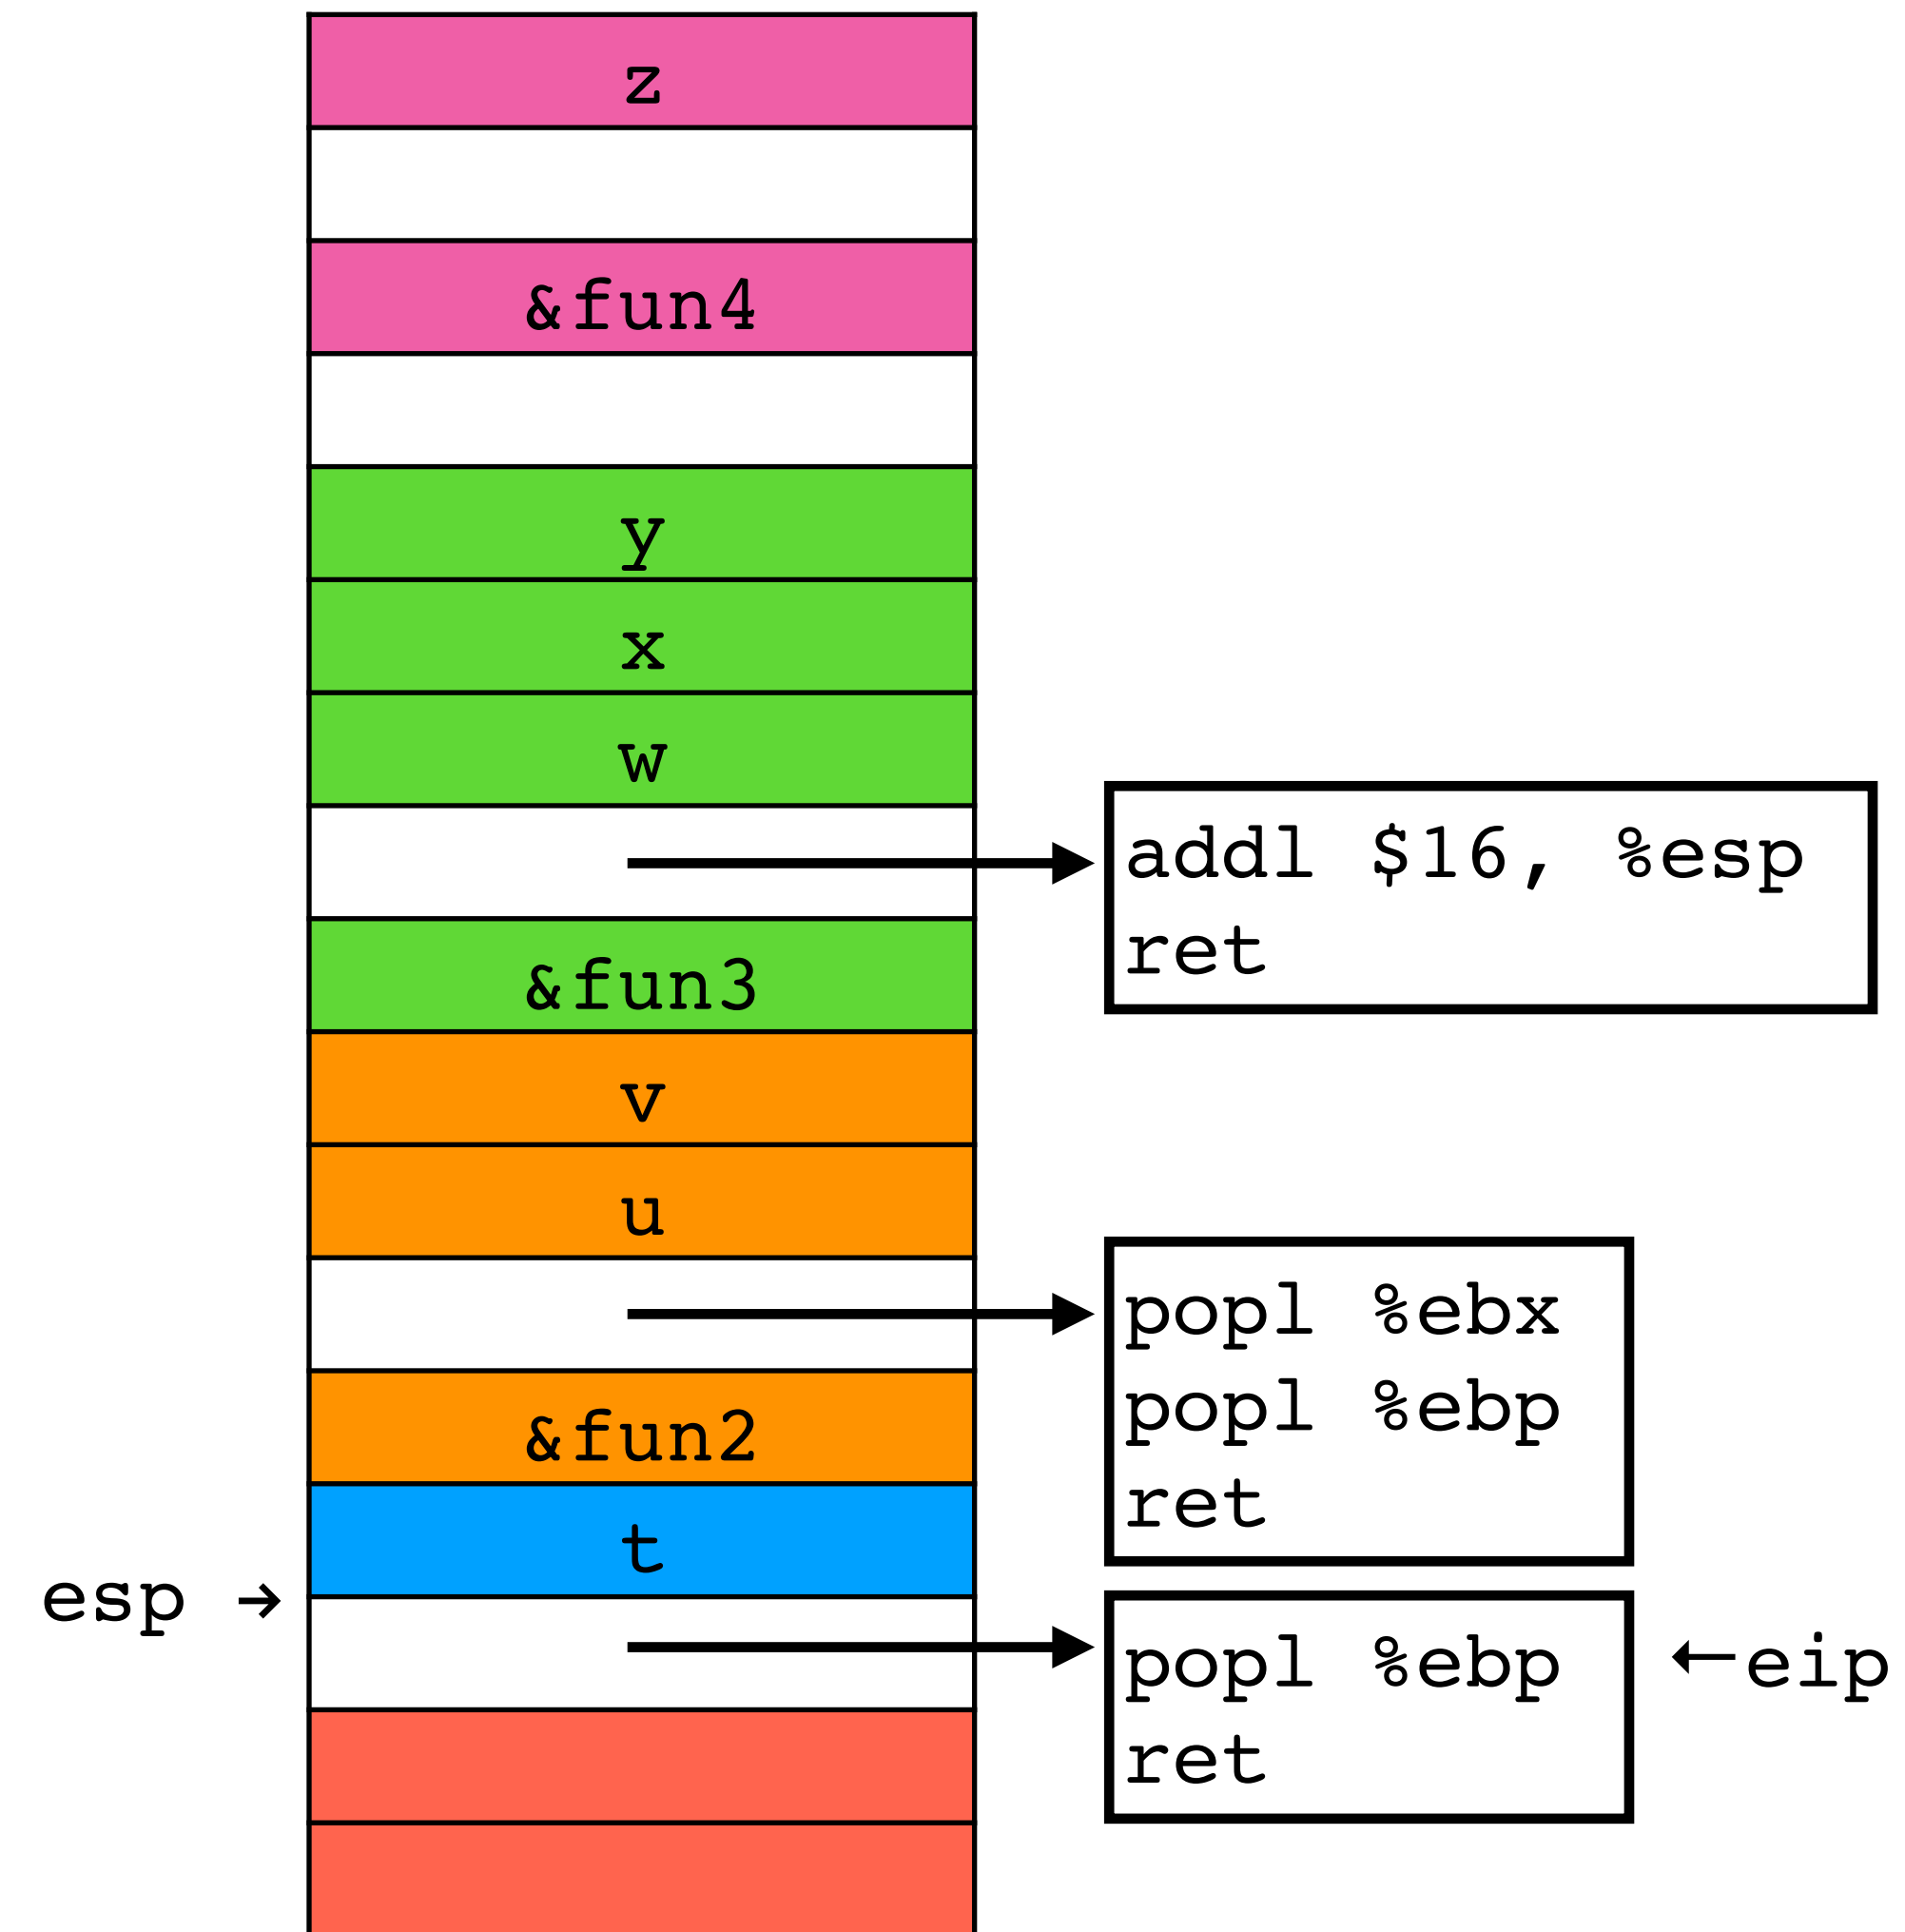 z
&fun4
y
x
w
addl $16, %esp
ret
&fun3
v
u
popl %ebx
popl %ebp
ret
&fun2
t
esp →
popl %ebp
ret
←eip